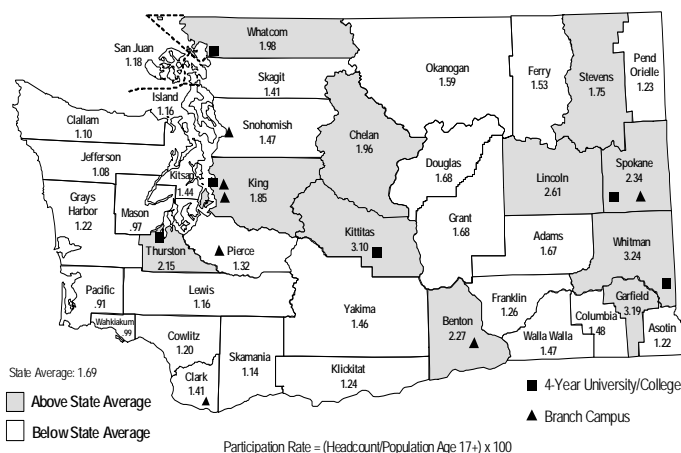 Whatcom
1.98
San Juan
1.18
Skagit
1.41
Okanogan
1.59
Ferry
1.53
Stevens
1.75
Pend
Orielle
1.23
Island
1.16
Clallam
1.10
Snohomish
1.47
Chelan
1.96
Jefferson
1.08
Kitsap
1.44
King
1.85
Douglas
1.68
Lincoln
2.61
Spokane
2.34
Grays
Harbor
1.22
Mason
.97
Grant
1.68
Kittitas
3.10
Adams
1.67
Whitman
3.24
Thurston
2.15
Pierce
1.32
Pacific
.91
Lewis
1.16
Yakima
1.46
Benton
2.27
Franklin
1.26
Columbia
1.48
Garfield
3.19
Asotin
1.22
Wahkiakum
.99
Cowlitz
1.20
Skamania
1.14
Walla Walla
1.47
Klickitat
1.24
Clark
1.41
State Average: 1.69
Above State Average
Below State Average
4-Year University/College
Branch Campus
Participation Rate = (Headcount/Population Age 17+) x 100